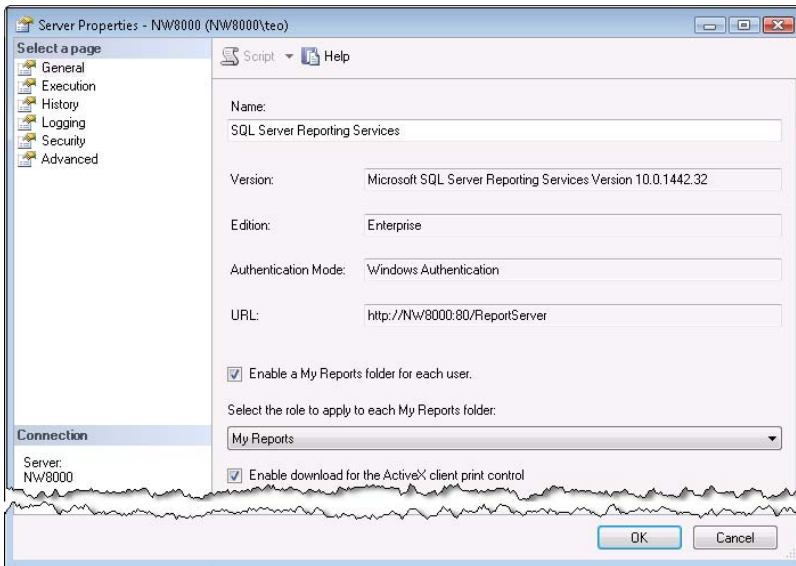 Server Properties - NW8000 (NW8000\teo)
Select a page
General
Execution
History
Logging
Security
Advanced
Script
Help
Name:
SQL Server Reporting Services
Version:
Microsoft SQL Server Reporting Services Version 10.0.1442.32
Edition:
Enterprise
Authentication Mode:
Windows Authentication
URL:
http://NW8000:80/ReportServer
Enable a My Reports folder for each user.
Select the role to apply to each My Reports folder:
My Reports
Enable download for the ActiveX client print control
Connection
Server:
NW8000
OK
Cancel